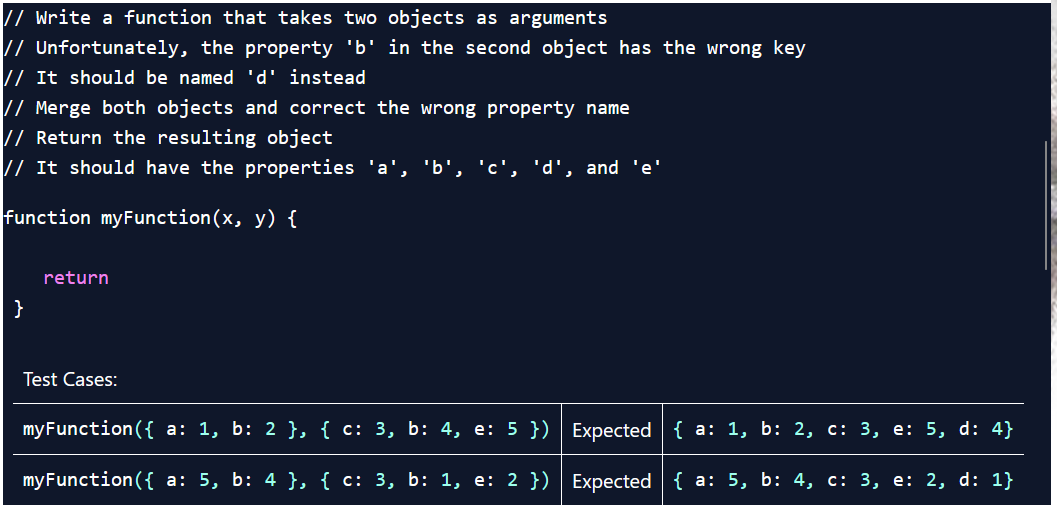 // Write a function that takes two objects as arguments
// Unfortunately, the property 'b' in the second object has the wrong key
// It should be named 'd' instead
// Merge both objects and correct the wrong property name
// Return the resulting object
// It should have the properties 'a', 'b', 'c', 'd', and 'e'
function myFunction(x, y) {
return
}
Test Cases:
myFunction({ a: 1, b: 2 }, { c: 3, b: 4, e: 5 }) Expected { a: 1, b: 2, c: 3, e: 5, d: 4}
myFunction({ a: 5, b: 4 }, { c: 3, b: 1, e: 2 }) Expected { a: 5, b: 4, c: 3, e: 2, d: 1}